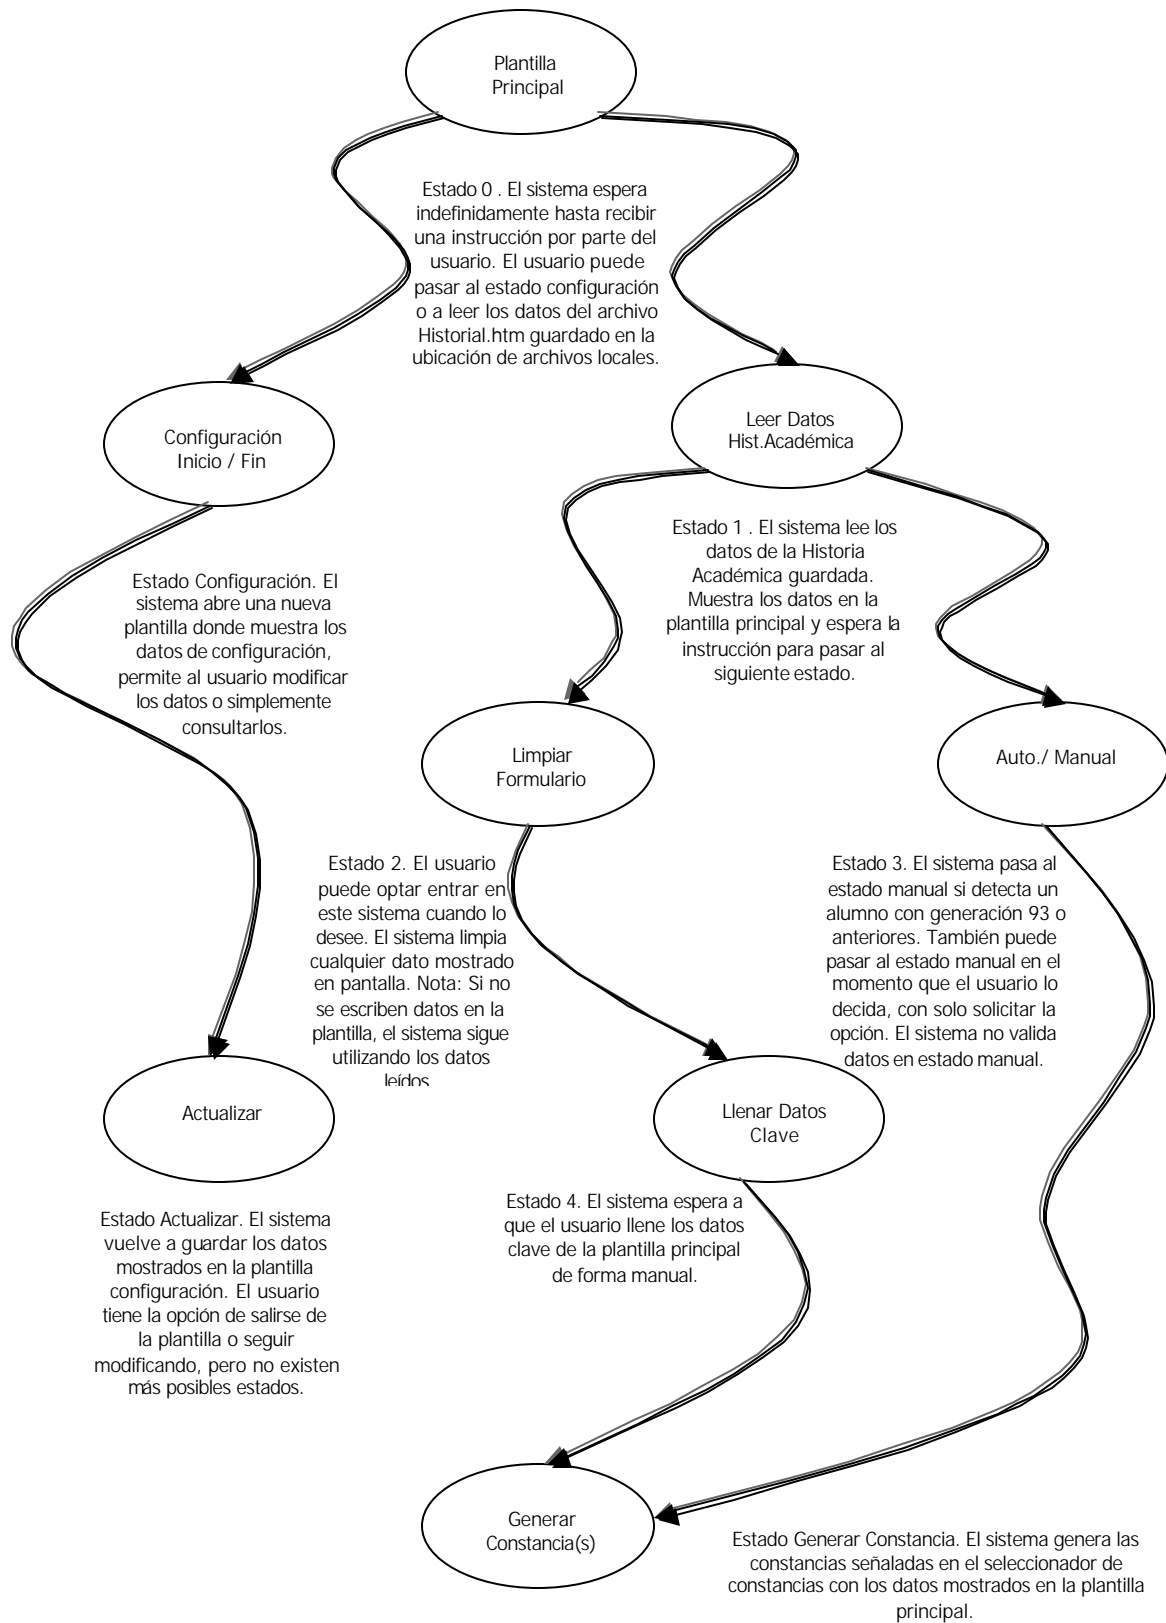 Plantilla
Principal
Estado 0 . El sistema espera
indefinidamente hasta recibir
una instrucción por parte del
usuario. El usuario puede
pasar al estado configuración
o a leer los datos del archivo
Historial.htm guardado en la
ubicación de archivos locales.
Configuración
Inicio / Fin
Leer Datos
Hist.Académica
Estado Configuración. El
sistema abre una nueva
plantilla donde muestra los
datos de configuración,
permite al usuario modificar
los datos o simplemente
consultarlos.
Estado 1 . El sistema lee los
datos de la Historia
Académica guardada.
Muestra los datos en la
plantilla principal y espera la
instrucción para pasar al
siguiente estado.
Limpiar
Formulario
Auto./ Manual
Estado 2. El usuario
puede optar entrar en
este sistema cuando lo
desee. El sistema limpia
cualquier dato mostrado
en pantalla. Nota: Si no
se escriben datos en la
plantilla, el sistema sigue
utilizando los datos
leídos
Estado 3. El sistema pasa al
estado manual si detecta un
alumno con generación 93 o
anteriores. También puede
pasar al estado manual en el
momento que el usuario lo
decida, con solo solicitar la
opción. El sistema no valida
datos en estado manual.
Actualizar
Llenar Datos
Clave
Estado Actualizar. El sistema
vuelve a guardar los datos
mostrados en la plantilla
configuración. El usuario
tiene la opción de salirse de
la plantilla o seguir
modificando, pero no existen
más posibles estados.
Estado 4. El sistema espera a
que el usuario llene los datos
clave de la plantilla principal
de forma manual.
Generar
Constancia(s)
Estado Generar Constancia. El sistema genera las
constancias señaladas en el seleccionador de
constancias con los datos mostrados en la plantilla
principal.